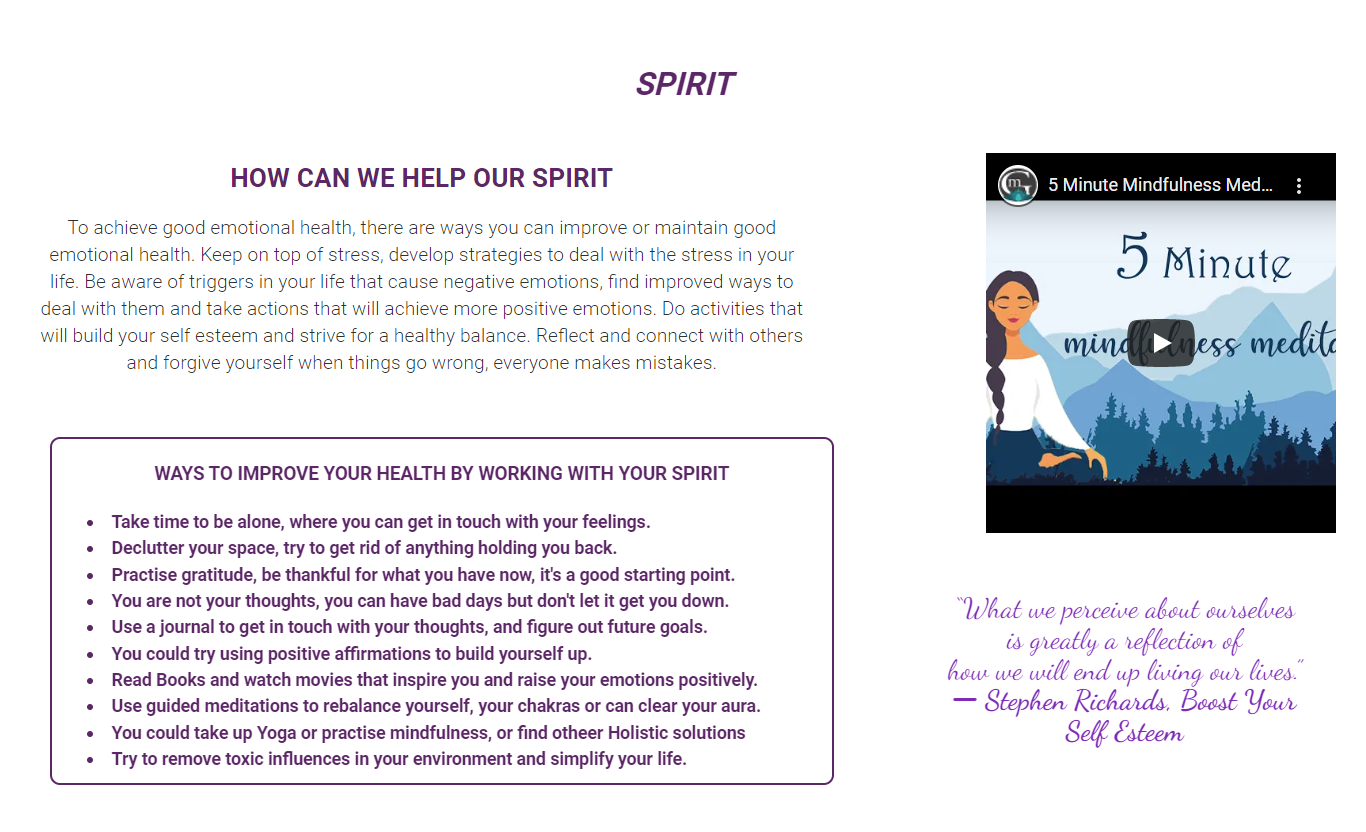 SPIRIT
HOW CAN WE HELP OUR SPIRIT
To achieve good emotional health, there are ways you can improve or maintain good
emotional health. Keep on top of stress, develop strategies to deal with the stress in your
life. Be aware of triggers in your life that cause negative emotions, find improved ways to
deal with them and take actions that will achieve more positive emotions. Do activities that
will build your self esteem and strive for a healthy balance. Reflect and connect with others
and forgive yourself when things go wrong, everyone makes mistakes.
WAYS TO IMPROVE YOUR HEALTH BY WORKING WITH YOUR SPIRIT
• Take time to be alone, where you can get in touch with your feelings.
• Declutter your space, try to get rid of anything holding you back.
• Practise gratitude, be thankful for what you have now, it's a good starting point.
• You are not your thoughts, you can have bad days but don't let it get you down.
• Use a journal to get in touch with your thoughts, and figure out future goals.
• You could try using positive affirmations to build yourself up.
• Read Books and watch movies that inspire you and raise your emotions positively.
• Use guided meditations to rebalance yourself, your chakras or can clear your aura.
• You could take up Yoga or practise mindfulness, or find otheer Holistic solutions
• Try to remove toxic influences in your environment and simplify your life.
5 Minute Mindfulness Med...
5 Minute
mindfulness medita
“What we perceive about ourselves
is greatly a reflection of
how we will end up living our lives.”
― Stephen Richards, Boost Your
Self Esteem